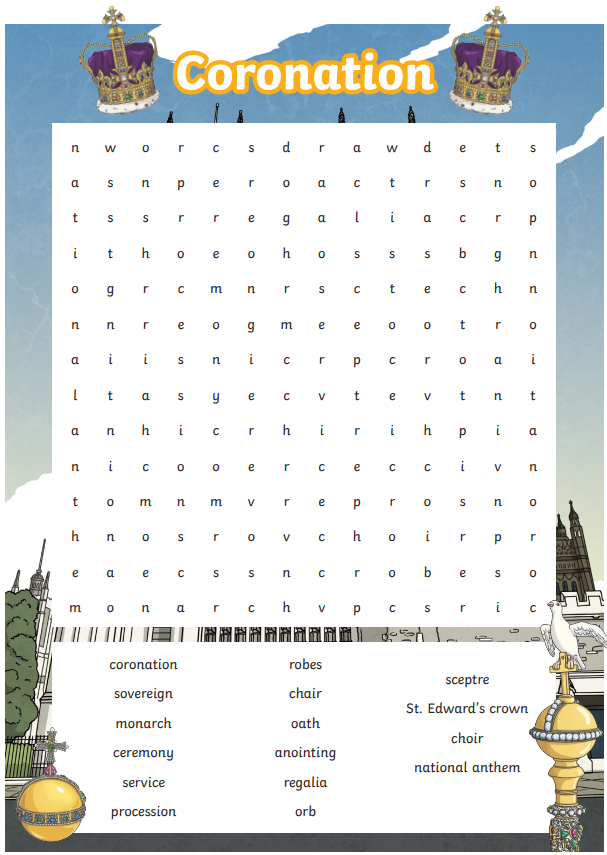 Coronation
n w o r c s d r a w d e t s
a s n p e r o a c t r s n o
t s s r r e g a l i a c r p
i t h o e o h o s s s b g n
o g r c m n r s c t e c h n
n n r e o g m e e o o t r o
a i i s n i c r p c r o a i
l t a s y e c v t e v t n t
a n h i c r h i r i h p i a
n i c o o e r c e c c i v n
t o m n m v r e p r o s n o
h n o s r o v c h o i r p r
e a e c s s n c r o b e s o
m o n a r c h v p c s r i c
coronation
sovereign
monarch
ceremony
service
procession
robes
chair
oath
anointing
regalia
orb
sceptre
St. Edward's crown
choir
national anthem